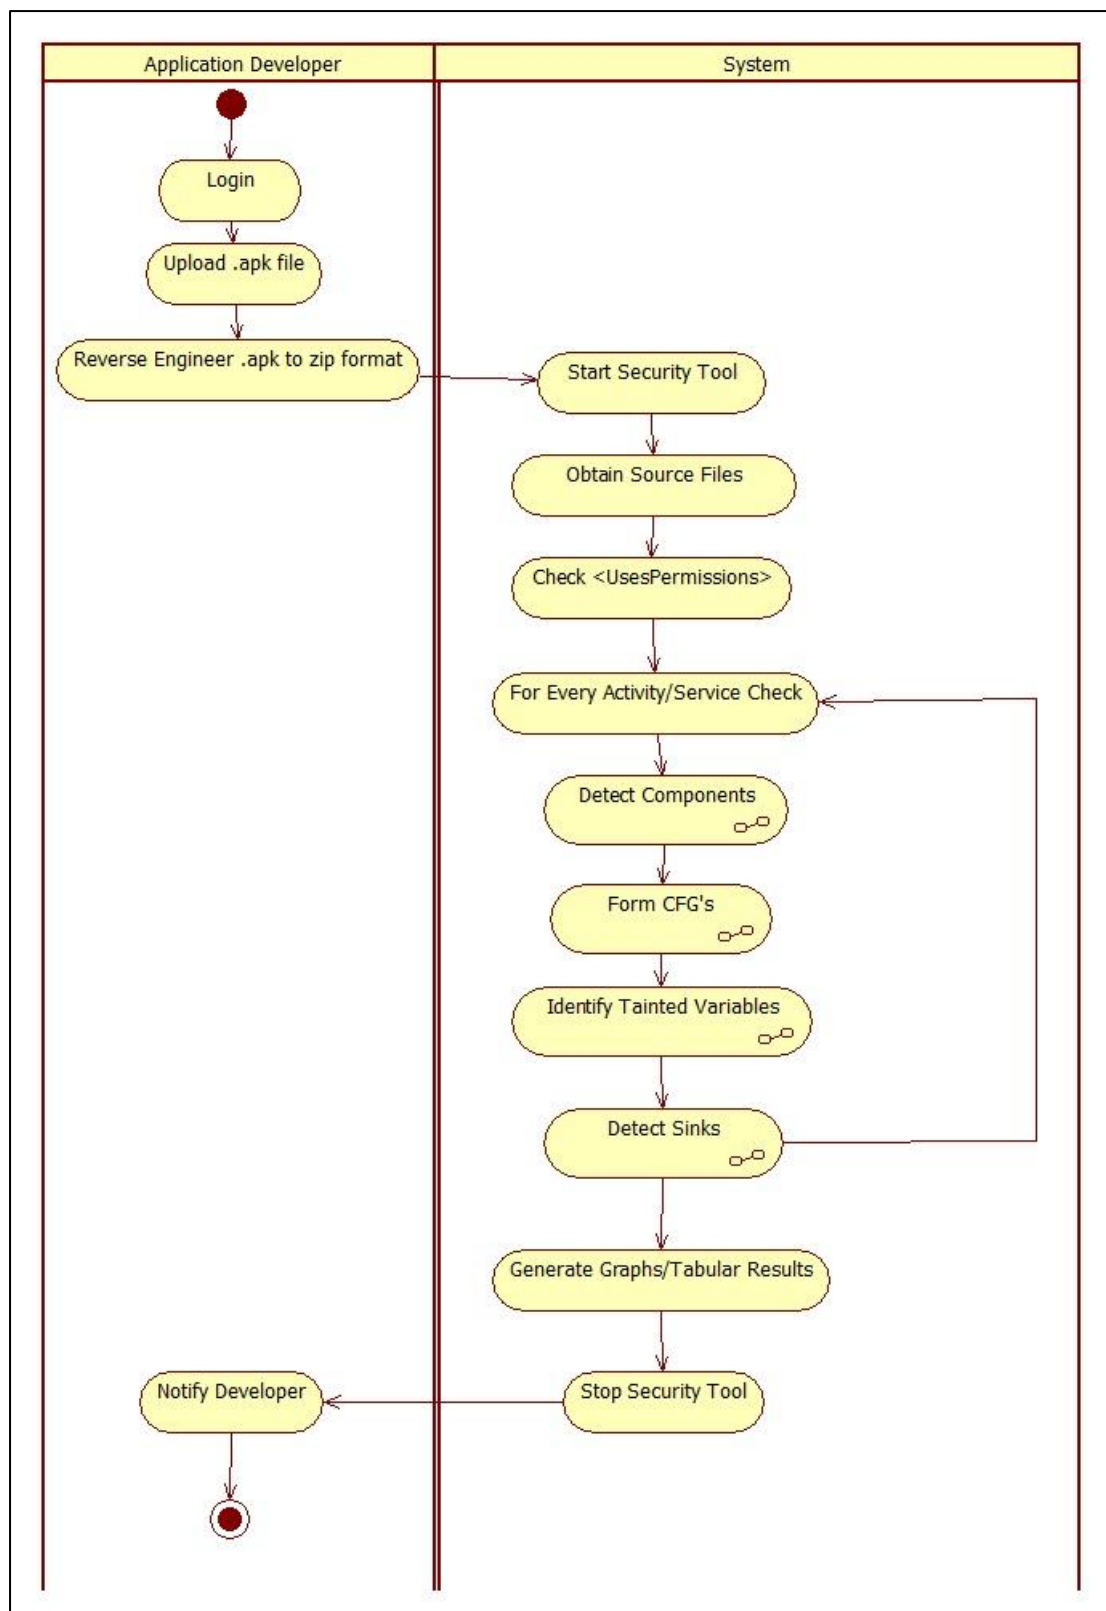 Application Developer
System
Login
Upload .apk file
Reverse Engineer .apk to zip format
Start Security Tool
Obtain Source Files
Check <UsesPermissions>
For Every Activity/Service Check
Detect Components
Form CFG's
Identify Tainted Variables
Detect Sinks
Generate Graphs/Tabular Results
Notify Developer
Stop Security Tool